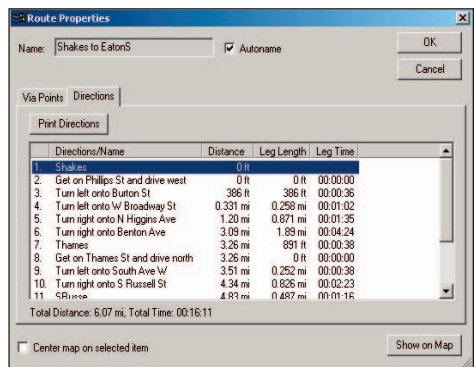 Route Properties
Name: Shakes to EatonS Autoname OK
Cancel
Via Points Directions
Print Directions
Directions/Name Distance Leg Length Leg Time
1. Shakes 0 ft
2. Get on Phillips St and drive west 0 ft 0 ft 00:00:00
3. Turn left onto Burton St 386 ft 386 ft 00:00:36
4. Turn left onto W Broadway St 0.331 mi 0.258 mi 00:01:02
5. Turn right onto N Higgins Ave 1.20 mi 0.871 mi 00:01:35
6. Turn right onto Benton Ave 3.09 mi 1.89 mi 00:04:24
7. Thames 3.26 mi 891 ft 00:00:38
8. Get on Thames St and drive north 3.26 mi 0 ft 00:00:00
9. Turn left onto South Ave W 3.51 mi 0.252 mi 00:00:38
10. Turn right onto S Russell St 4.34 mi 0.826 mi 00:02:23
11. SRusse 4.83 mi 0.487 mi 00:01:16
Total Distance: 6.07 mi, Total Time: 00:16:11
Center map on selected item Show on Map